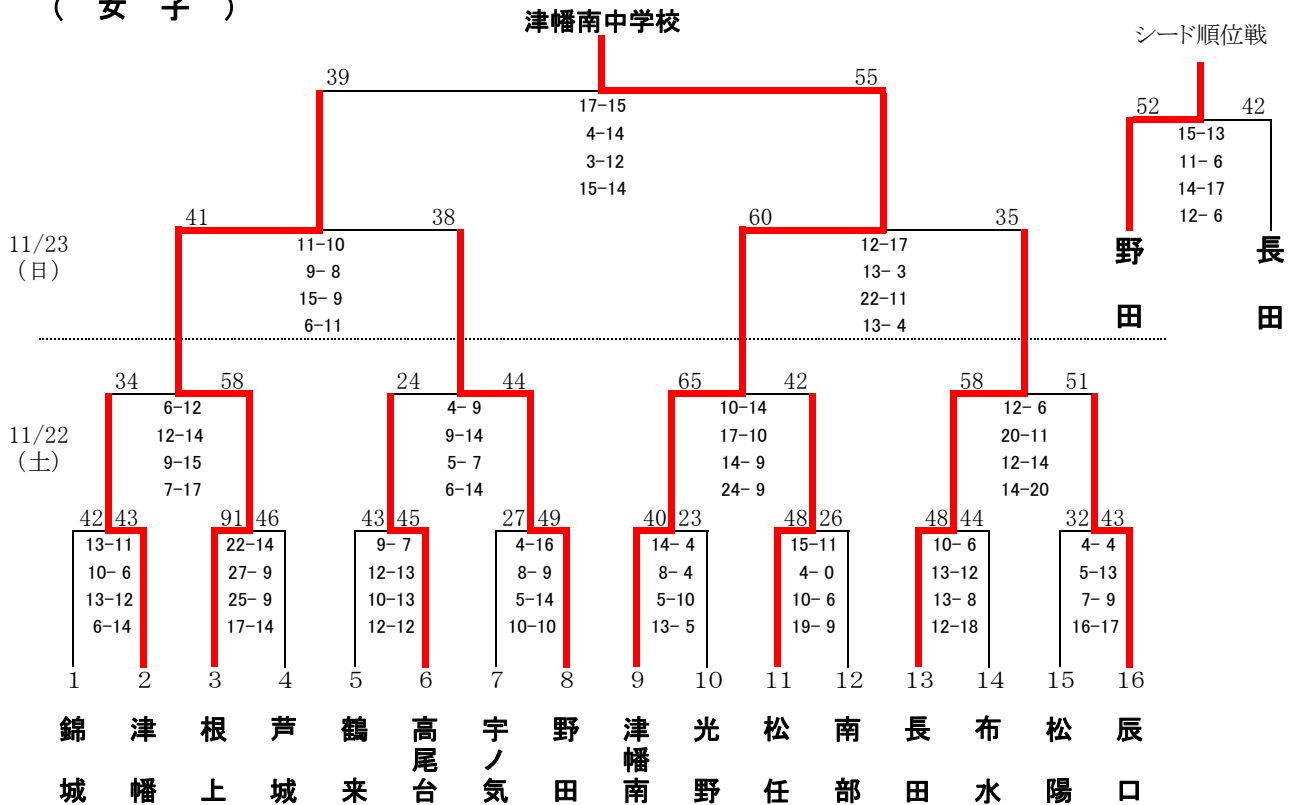 （女子）
津幡南中学校
シード順位戦
39 55
17-15
4-14
3-12
15-14
52 42
15-13
11- 6
14-17
12- 6
野田 長田
11/23
（日）
41 38 60 35
11-10 12-17
9- 8 13- 3
15- 9 22-11
6-11 13- 4
11/22
（土）
34 58 24 44 65 42 58 51
6-12 4- 9 10-14 12- 6
12-14 9-14 17-10 20-11
9-15 5- 7 14- 9 12-14
7-17 6-14 24- 9 14-20
42 43 91 46 43 45 27 49 40 23 48 26 48 44 32 43
13-11 22-14 9- 7 4-16 14- 4 15-11 10- 6 4- 4
10- 6 27- 9 12-13 8- 9 8- 4 4- 0 13-12 5-13
13-12 25- 9 10-13 5-14 5-10 10- 6 13- 8 7- 9
6-14 17-14 12-12 10-10 13- 5 19- 9 12-18 16-17
1 2 3 4 5 6 7 8 9 10 11 12 13 14 15 16
錦城 津幡 根上 芦城 鶴来 高尾台 宇ノ気 野田 津幡南 光野 松任 南部 長田 布水 松陽 辰口